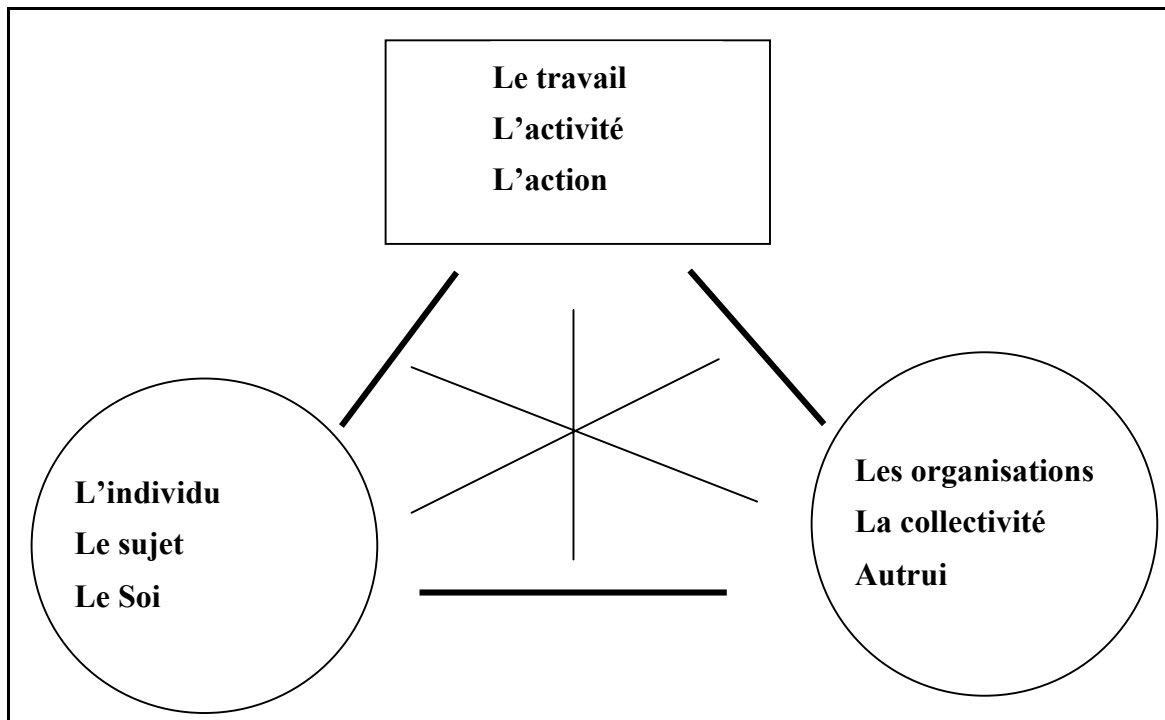 Le travail
L’activité
L’action
L’individu
Le sujet
Le Soi
Les organisations
La collectivité
Autrui